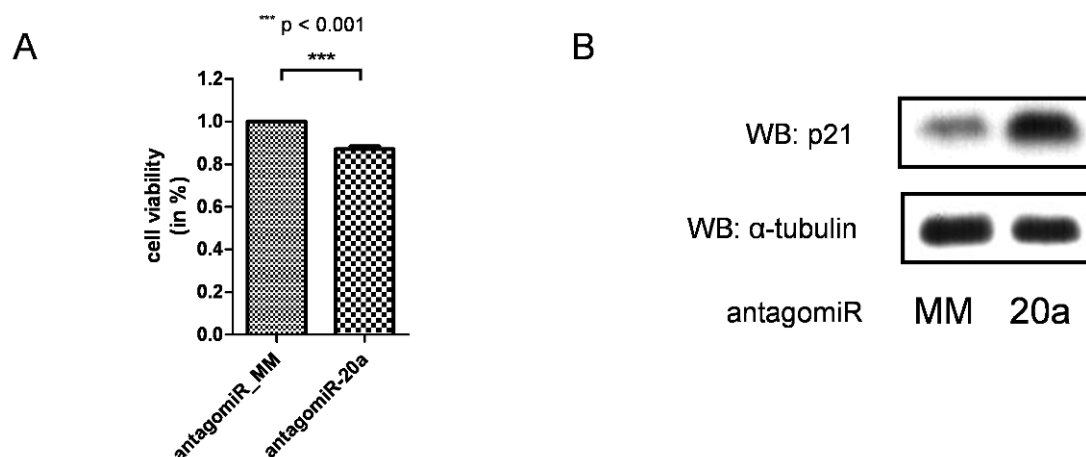 A
*** p < 0.001
***
cell viability
(in %)
1.2
1.0
0.8
0.6
0.4
0.2
0.0
antagomiR_MM
antagomiR-20a
B
WB: p21
WB: α-tubulin
antagomiR MM 20a